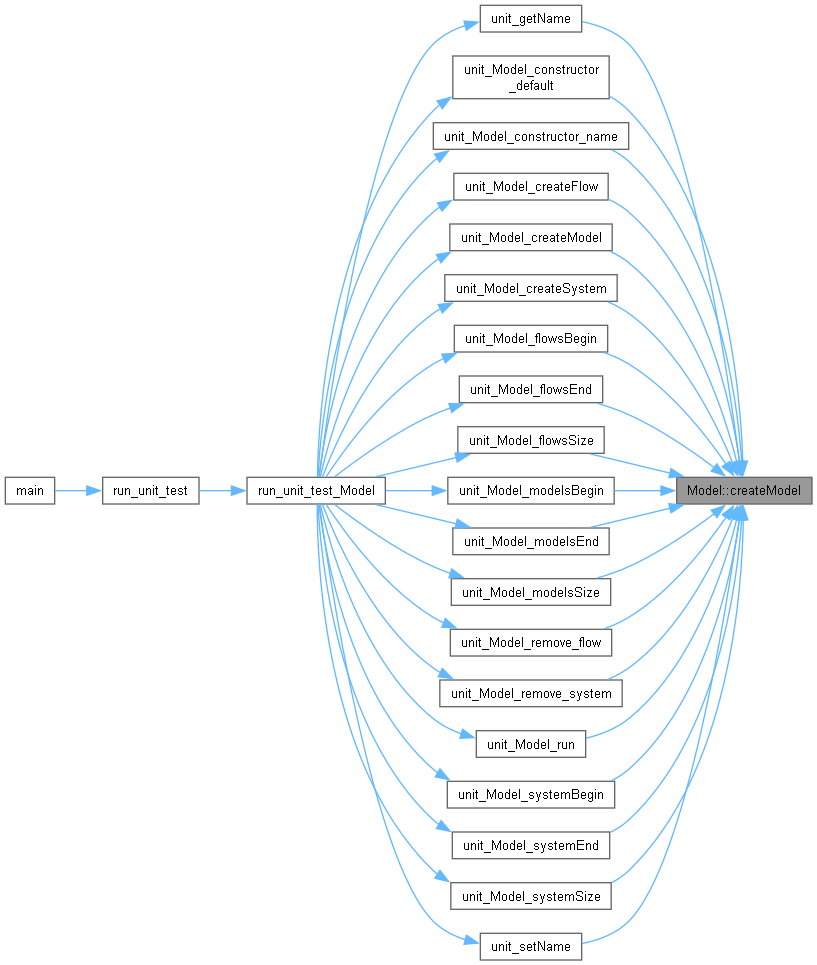 unit_getName
unit_Model_constructor
_default
unit_Model_constructor_name
unit_Model_createFlow
unit_Model_createModel
unit_Model_createSystem
unit_Model_flowsBegin
unit_Model_flowsEnd
unit_Model_flowsSize
main
run_unit_test
run_unit_test_Model
unit_Model_modelsBegin
Model::createModel
unit_Model_modelsEnd
unit_Model_modelsSize
unit_Model_remove_flow
unit_Model_remove_system
unit_Model_run
unit_Model_systemBegin
unit_Model_systemEnd
unit_Model_systemSize
unit_setName